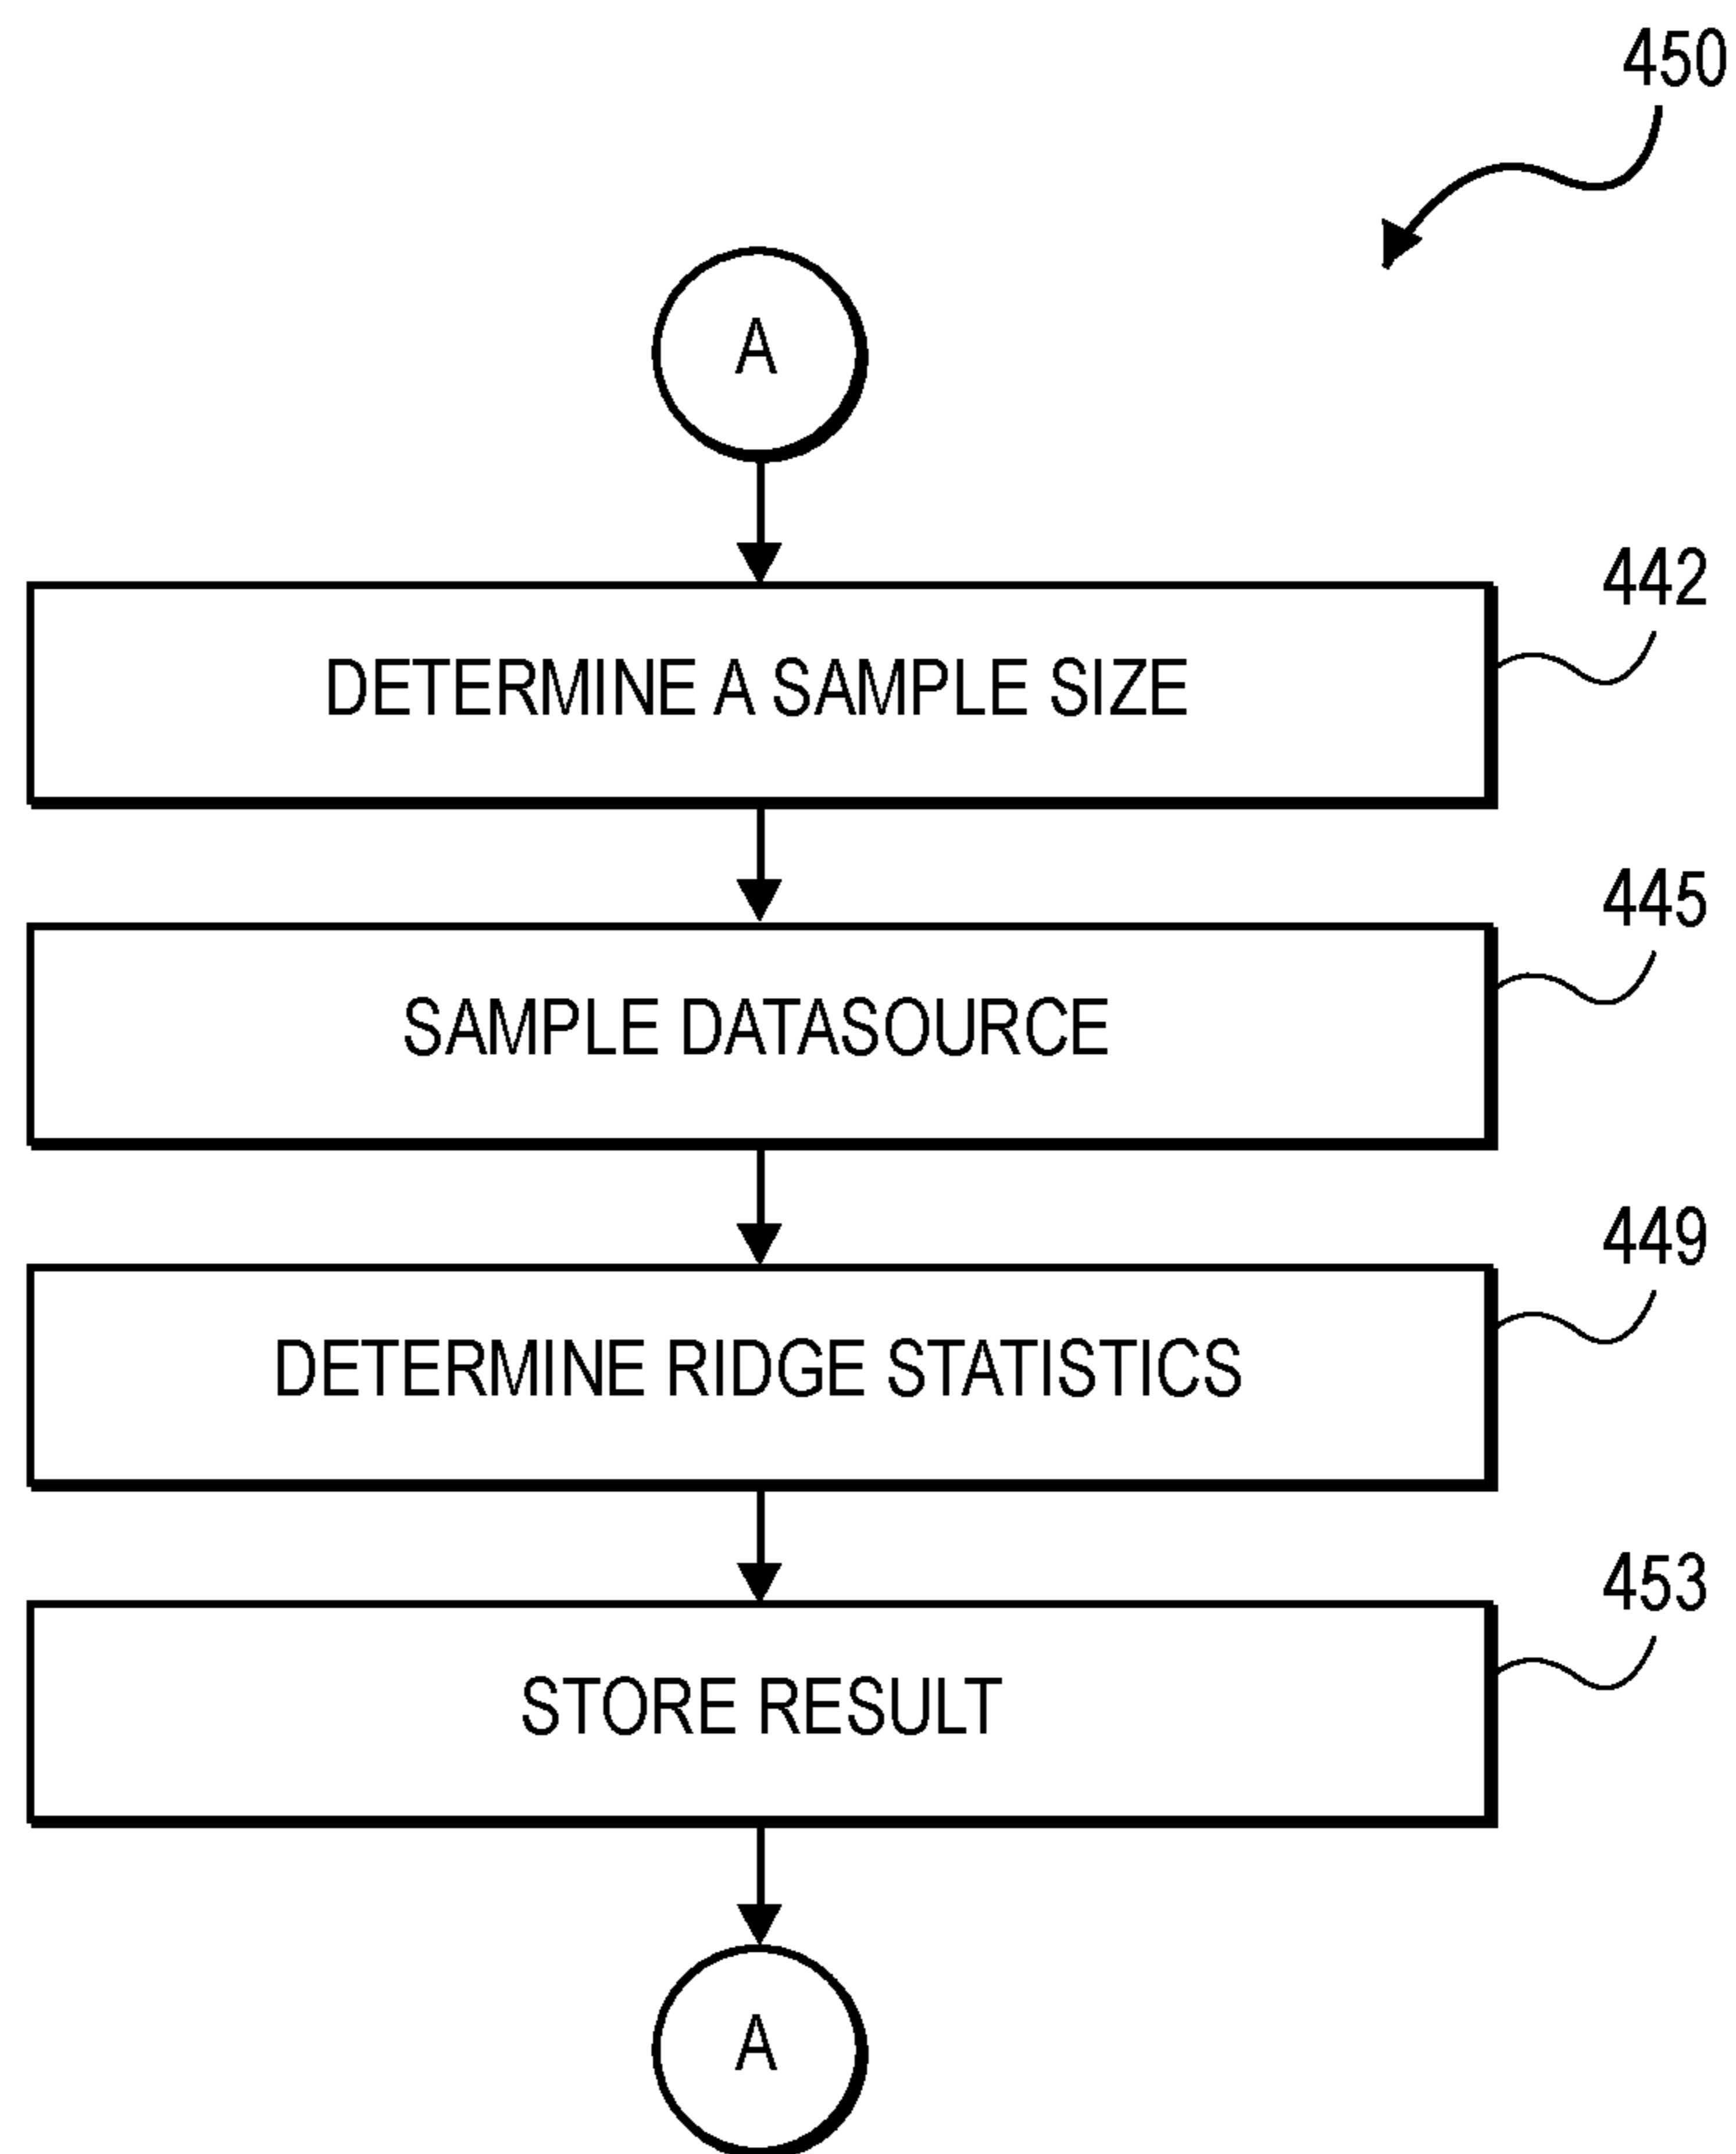 450
A
442
DETERMINE A SAMPLE SIZE
445
SAMPLE DATASOURCE
449
DETERMINE RIDGE STATISTICS
453
STORE RESULT
A